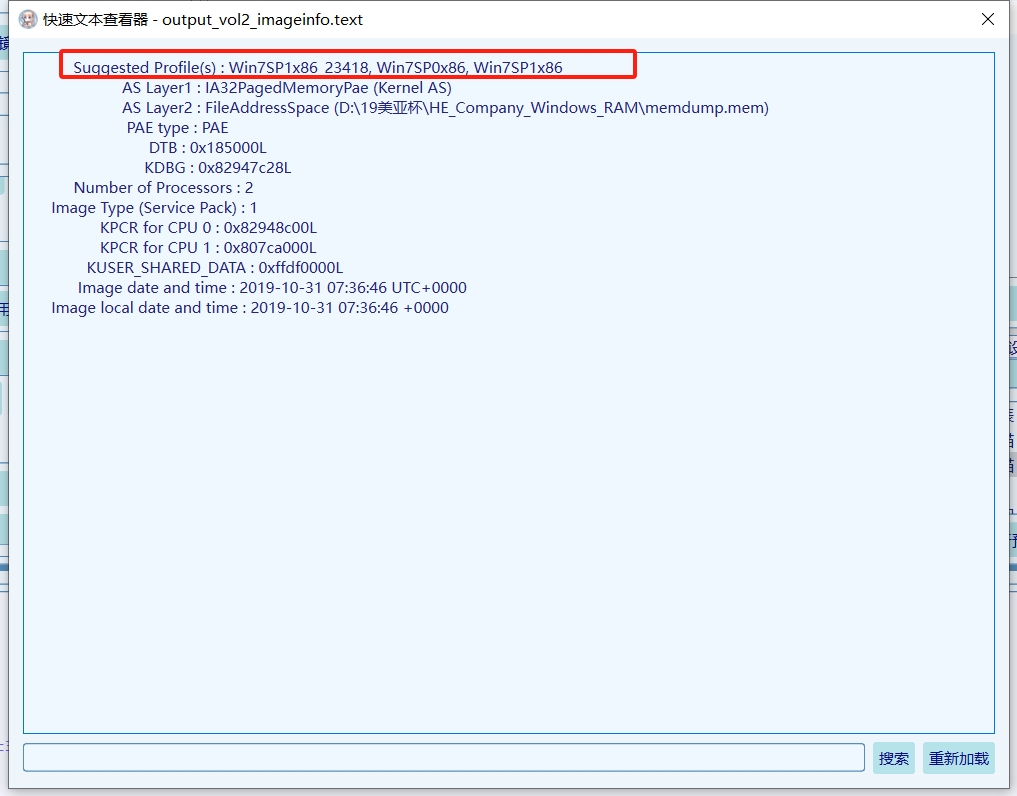 快速文本查看器 - output_vol2_imageinfo.text
Suggested Profile(s) : Win7SP1x86_23418, Win7SP0x86, Win7SP1x86
AS Layer1 : IA32PagedMemoryPae (Kernel AS)
AS Layer2 : FileAddressSpace (D:\19美亚杯\HE_Company_Windows_RAM\memdump.mem)
PAE type : PAE
DTB : 0x185000L
KDBG : 0x82947c28L
Number of Processors : 2
Image Type (Service Pack) : 1
KPCR for CPU 0 : 0x82948c00L
KPCR for CPU 1 : 0x807ca000L
KUSER_SHARED_DATA : 0xffdf0000L
Image date and time : 2019-10-31 07:36:46 UTC+0000
Image local date and time : 2019-10-31 07:36:46 +0000
搜索
重新加载